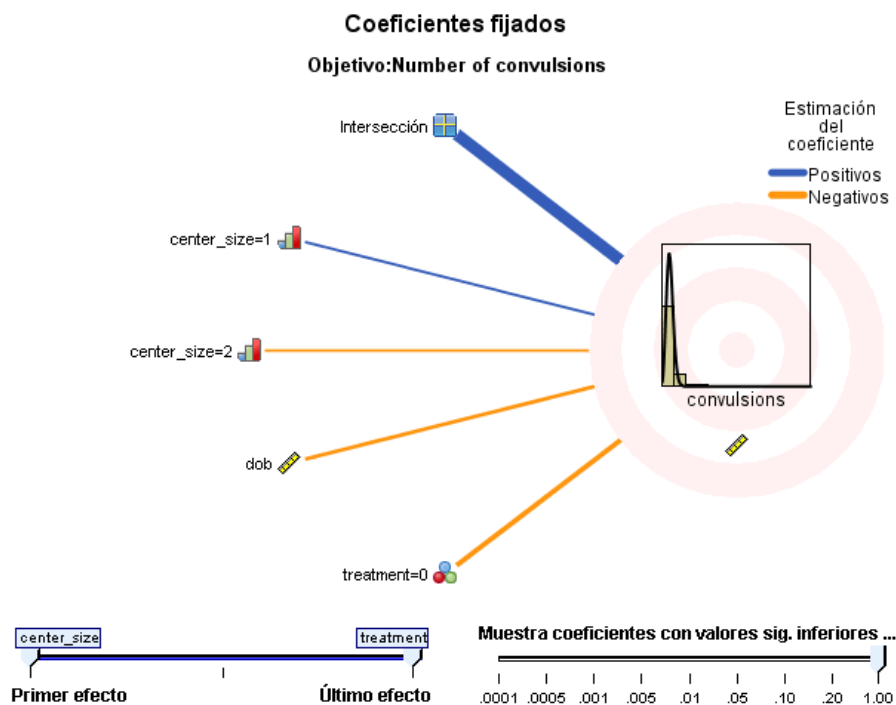 Coeficientes fijados
Objetivo:Number of convulsions
Estimación
del
coeficiente
Positivos
Negativos
Intersección
center_size=1
center_size=2
dob
treatment=0
convulsions
center_size
treatment
Primer efecto
Último efecto
Muestra coeficientes con valores sig. inferiores ...
.0001 .0005 .001 .005 .01 .05 .10 .20 1.00